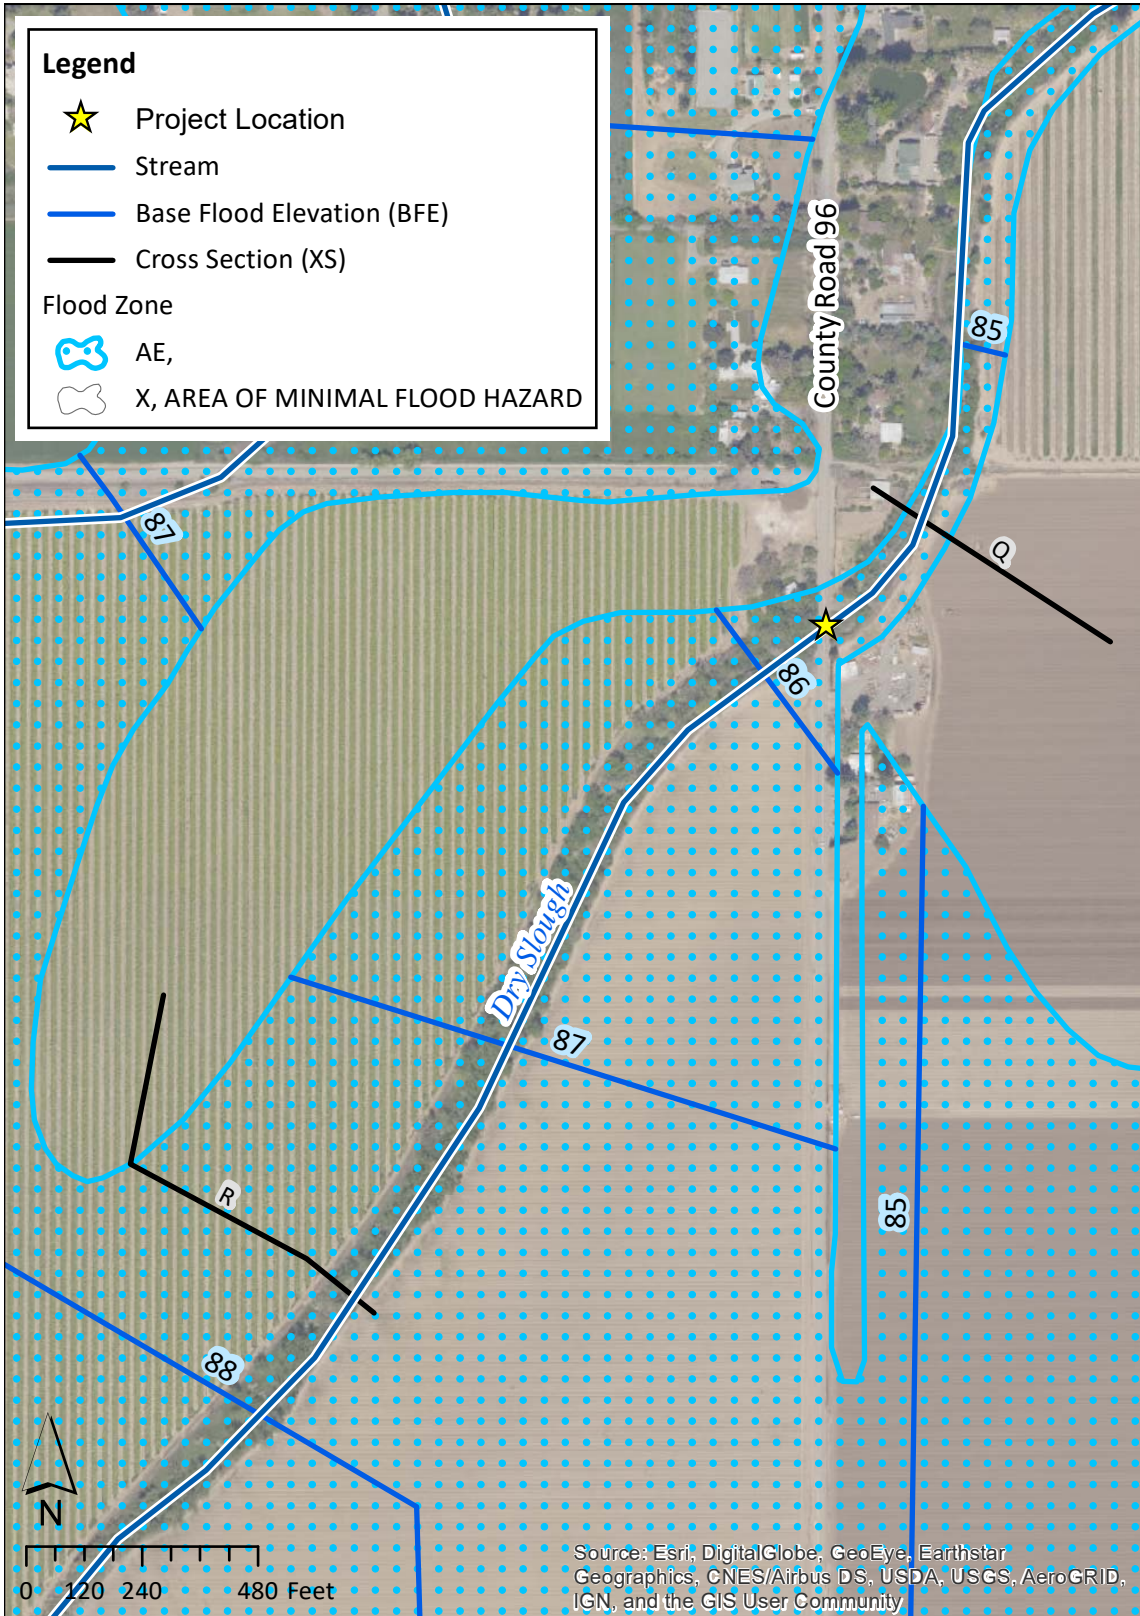 Legend
Project Location
Stream
Base Flood Elevation (BFE)
Cross Section (XS)
Flood Zone
AE,
X, AREA OF MINIMAL FLOOD HAZARD
County Road 96
85
87
Q
86
Dry Slough
87
R
85
88
N
0 120 240 480 Feet
Source: Esri, DigitalGlobe, GeoEye, Earthstar
Geographics, CNES/Airbus DS, USDA, USGS, AeroGRID,
IGN, and the GIS User Community